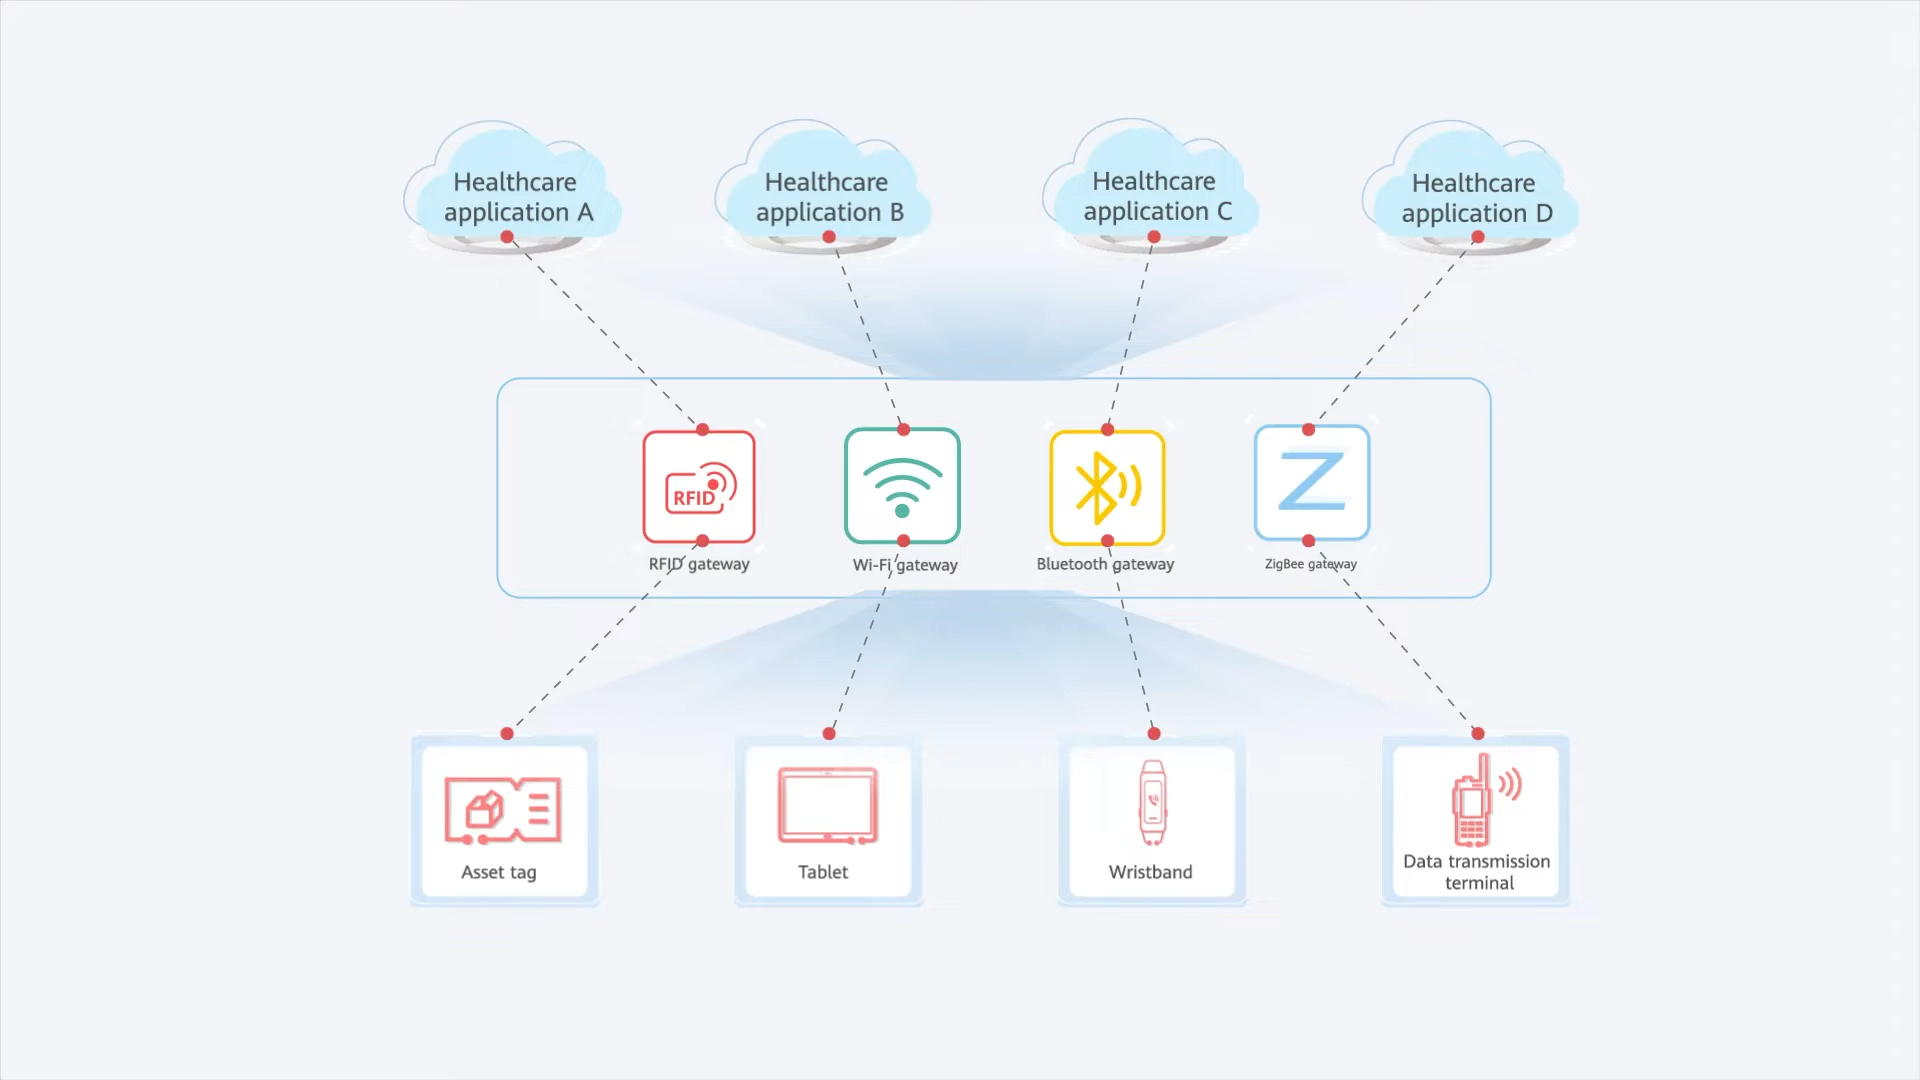 Healthcare
application A
Healthcare
application B
Healthcare
application C
Healthcare
application D
RFID
RFID gateway
Wi-Fi gateway
Bluetooth gateway
Z
ZigBee gateway
Asset tag
Tablet
Wristband
Data transmission
terminal